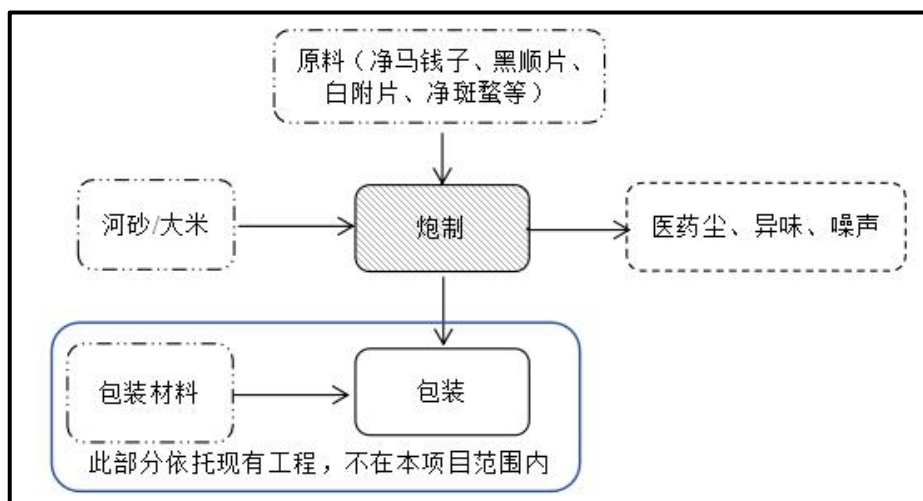 原料（净马钱子、黑顺片、
白附片、净斑蝥等）
河砂/大米
炮制
医药尘、异味、噪声
包装材料
包装
此部分依托现有工程，不在本项目范围内